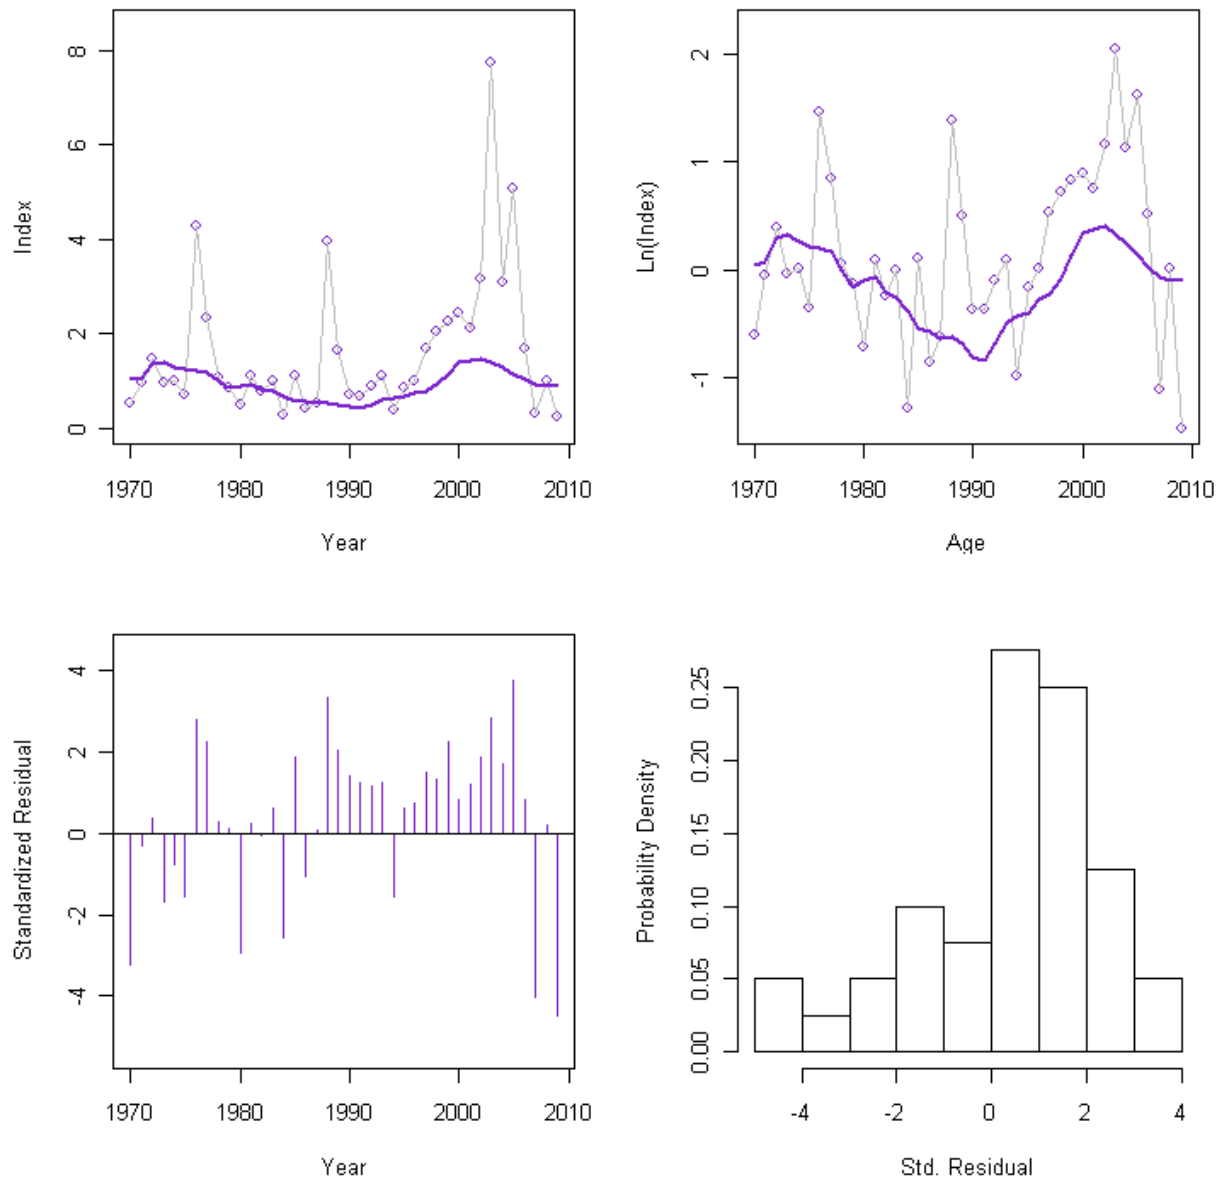 8
6
4
2
0
Index
1970 1980 1990 2000 2010
Year
2
1
0
-1
Ln(Index)
1970 1980 1990 2000 2010
Age
4
2
0
-2
-4
Standardized Residual
1970 1980 1990 2000 2010
Year
0.25
0.20
0.15
0.10
0.05
0.00
Probability Density
-4 -2 0 2 4
Std. Residual